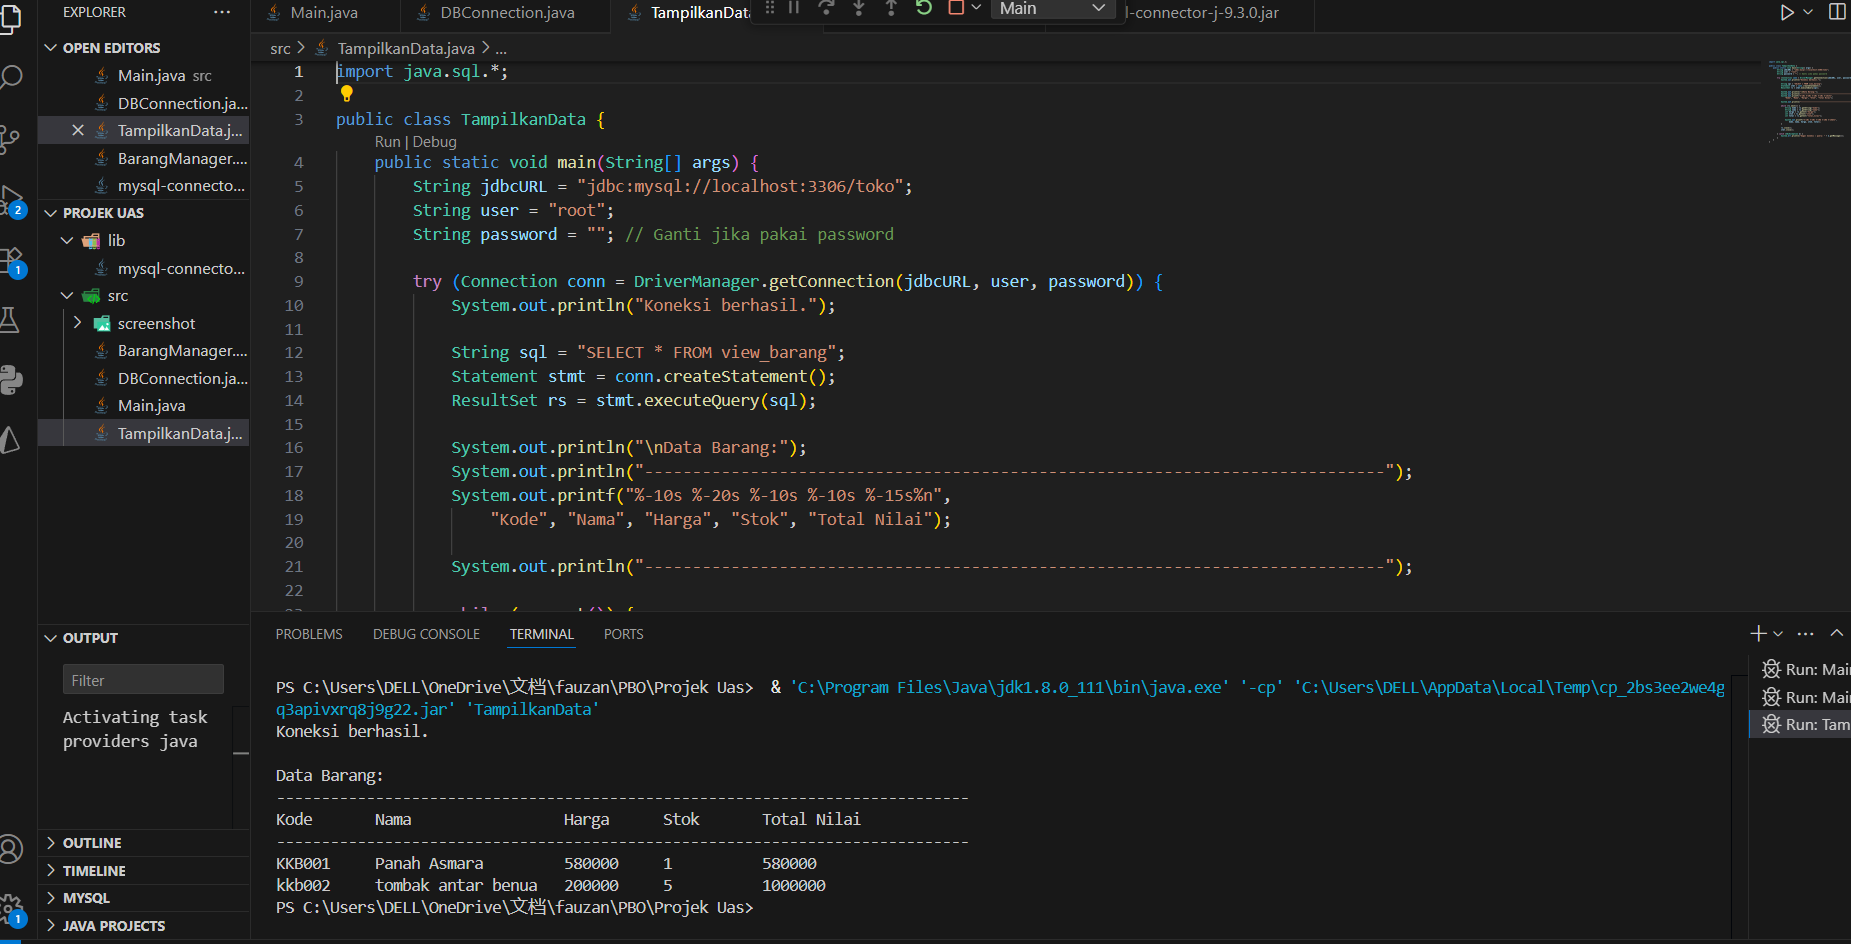 EXPLORER
OPEN EDITORS
Main.java src
DBConnection.ja...
TampilkanData.j...
BarangManager....
mysql-connecto...
PROJEK UAS
lib
mysql-connecto...
src
screenshot
BarangManager....
DBConnection.ja...
Main.java
TampilkanData.j...
2
1
1
OUTPUT
Filter
Activating task
providers java
OUTLINE
TIMELINE
MYSQL
JAVA PROJECTS
Main.java DBConnection.java TampilkanData Main l-connector-j-9.3.0.jar
src > TampilkanData.java > ...
1 import java.sql.*;
2
3 public class TampilkanData {
Run | Debug
4 public static void main(String[] args) {
5 String jdbcURL = "jdbc:mysql://localhost:3306/toko";
6 String user = "root";
7 String password = ""; // Ganti jika pakai password
8
9 try (Connection conn = DriverManager.getConnection(jdbcURL, user, password)) {
10 System.out.println("Koneksi berhasil.");
11
12 String sql = "SELECT * FROM view_barang";
13 Statement stmt = conn.createStatement();
14 ResultSet rs = stmt.executeQuery(sql);
15
16 System.out.println("\nData Barang:");
17 System.out.println("-----------------------------------------------------------------------------");
18 System.out.printf("%-10s %-20s %-10s %-10s %-15s%n",
19 "Kode", "Nama", "Harga", "Stok", "Total Nilai");
20
21 System.out.println("-----------------------------------------------------------------------------");
22
PROBLEMS DEBUG CONSOLE TERMINAL PORTS
PS C:\Users\DELL\OneDrive\文档\fauzan\PBO\Projek Uas> & 'C:\Program Files\Java\jdk1.8.0_111\bin\java.exe' '-cp' 'C:\Users\DELL\AppData\Local\Temp\cp_2bs3ee2we4g
q3apivxrq8j9g22.jar' 'TampilkanData'
Koneksi berhasil.
Data Barang:
-----------------------------------------------------------------------------
Kode Nama Harga Stok Total Nilai
-----------------------------------------------------------------------------
KKB001 Panah Asmara 580000 1 580000
kkb002 tombak antar benua 200000 5 1000000
PS C:\Users\DELL\OneDrive\文档\fauzan\PBO\Projek Uas>
Run: Mai
Run: Mai
Run: Tam